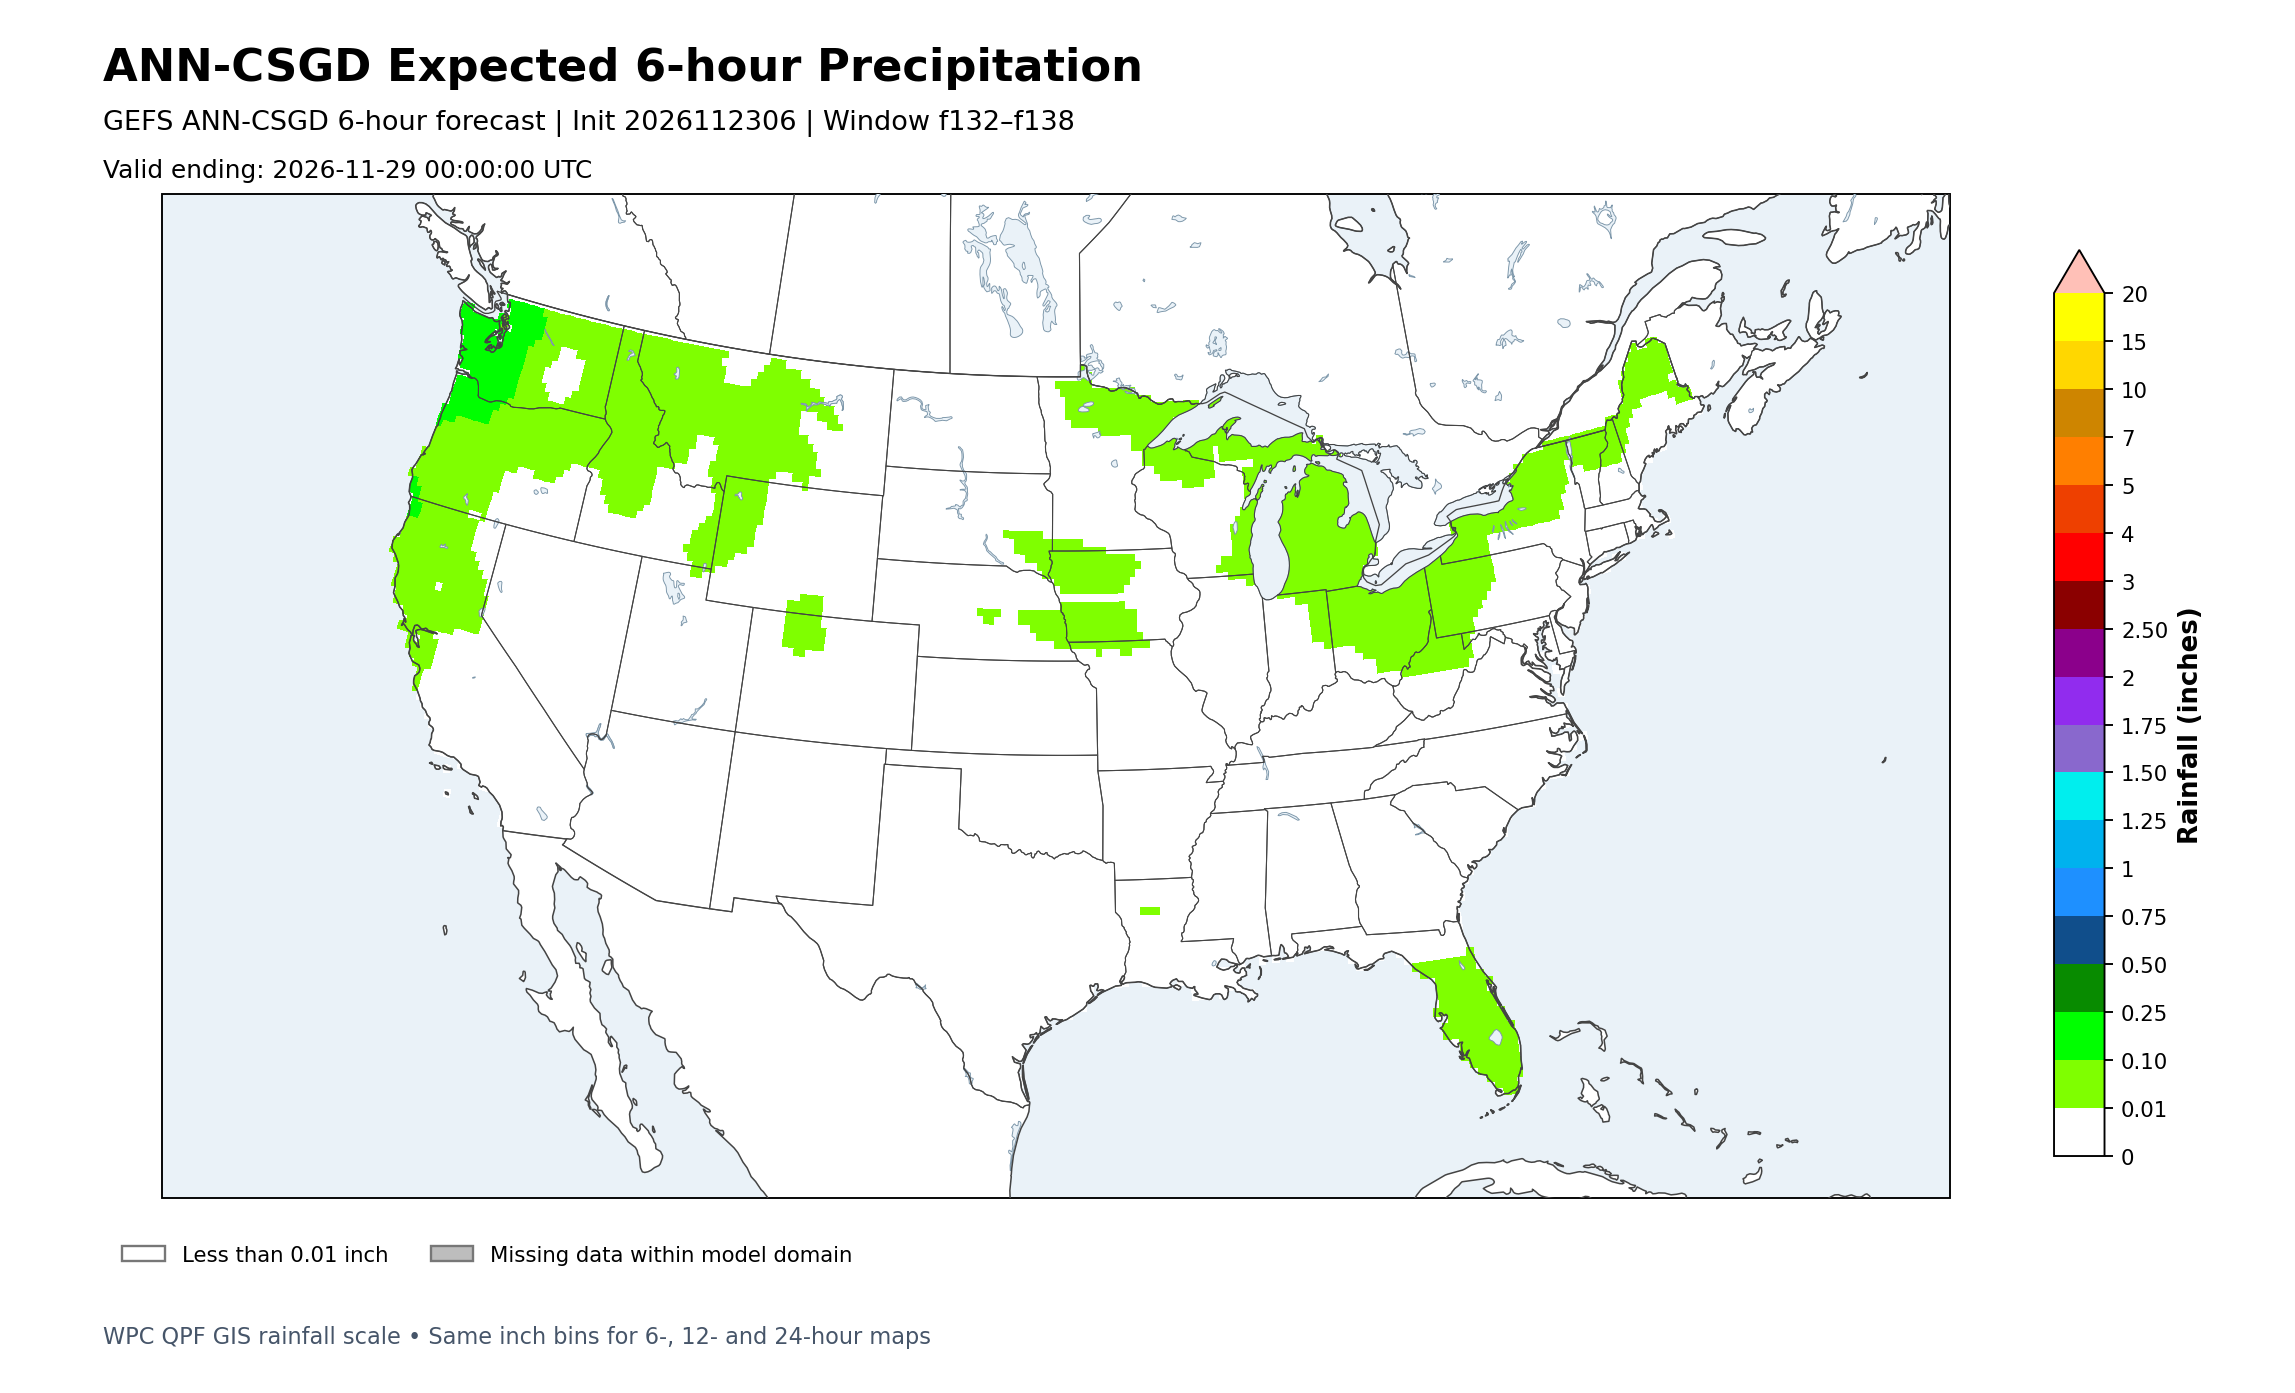 ANN-CSGD Expected 6-hour Precipitation
GEFS ANN-CSGD 6-hour forecast | Init 2026112306 | Window f132–f138
Valid ending: 2026-11-29 00:00:00 UTC
20
15
10
7
5
4
3
2.50
2
1.75
1.50
1.25
1
0.75
0.50
0.25
0.10
0.01
0
Rainfall (inches)
Less than 0.01 inch
Missing data within model domain
WPC QPF GIS rainfall scale • Same inch bins for 6-, 12- and 24-hour maps